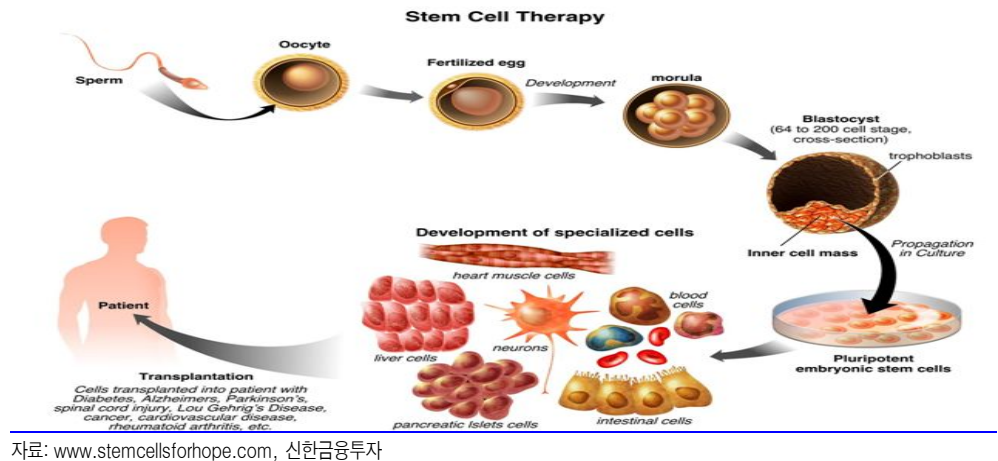 Stem Cell Therapy
Sperm
Oocyte
Fertilized egg
Development
morula
Blastocyst
(64 to 200 cell stage,
cross-section)
trophoblasts
Inner cell mass
Propagation
in Culture
Pluripotent
embryonic stem cells
Development of specialized cells
heart muscle cells
blood
cells
liver cells
neurons
pancreatic Islets cells
intestinal cells
Patient
Transplantation
Cells transplanted into patient with
Diabetes, Alzheimers, Parkinson's,
spinal cord injury, Lou Gehrig's Disease,
cancer, cardiovascular disease,
rheumatoid arthritis, etc.
자료: www.stemcellsforhope.com, 신한금융투자